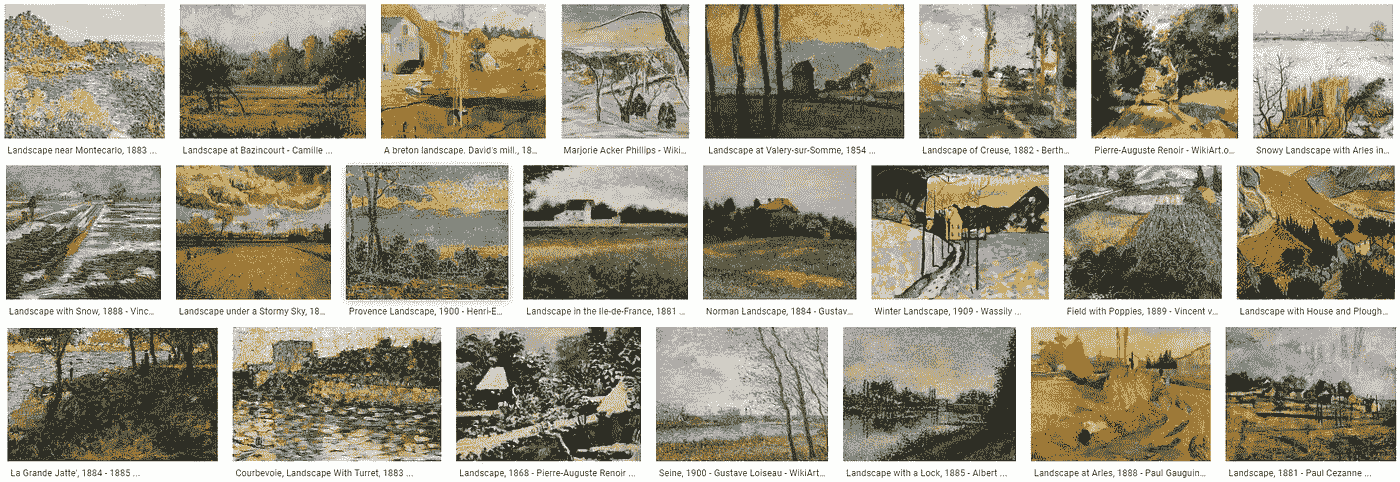 Landscape near Montecarlo, 1883 ...
Landscape at Bazincourt - Camille ...
A breton landscape. David's mill., 18...
Marjorie Acker Phillips - Wiki...
Landscape at Valery-sur-Somme, 1854 ...
Landscape of Creuse, 1882 - Berth...
Pierre-Auguste Renoir - WikiArt.o...
Snowy Landscape with Arles in...
Landscape with Snow, 1888 - Vinc...
Landscape under a Stormy Sky, 18...
Provence Landscape, 1900 - Henri-E...
Landscape in the Ile-de-France, 1881 ...
Norman Landscape, 1884 - Gustav...
Winter Landscape, 1909 - Wassily ...
Field with Poppies, 1889 - Vincent v...
Landscape with House and Plough...
La Grande Jatte', 1884 - 1885 ...
Courbevoie, Landscape With Turret, 1883 ...
Landscape, 1868 - Pierre-Auguste Renoir ...
Seine, 1900 - Gustave Loiseau - WikiArt...
Landscape with a Lock, 1885 - Albert ...
Landscape at Arles, 1888 - Paul Gauguin...
Landscape, 1881 - Paul Cezanne ...